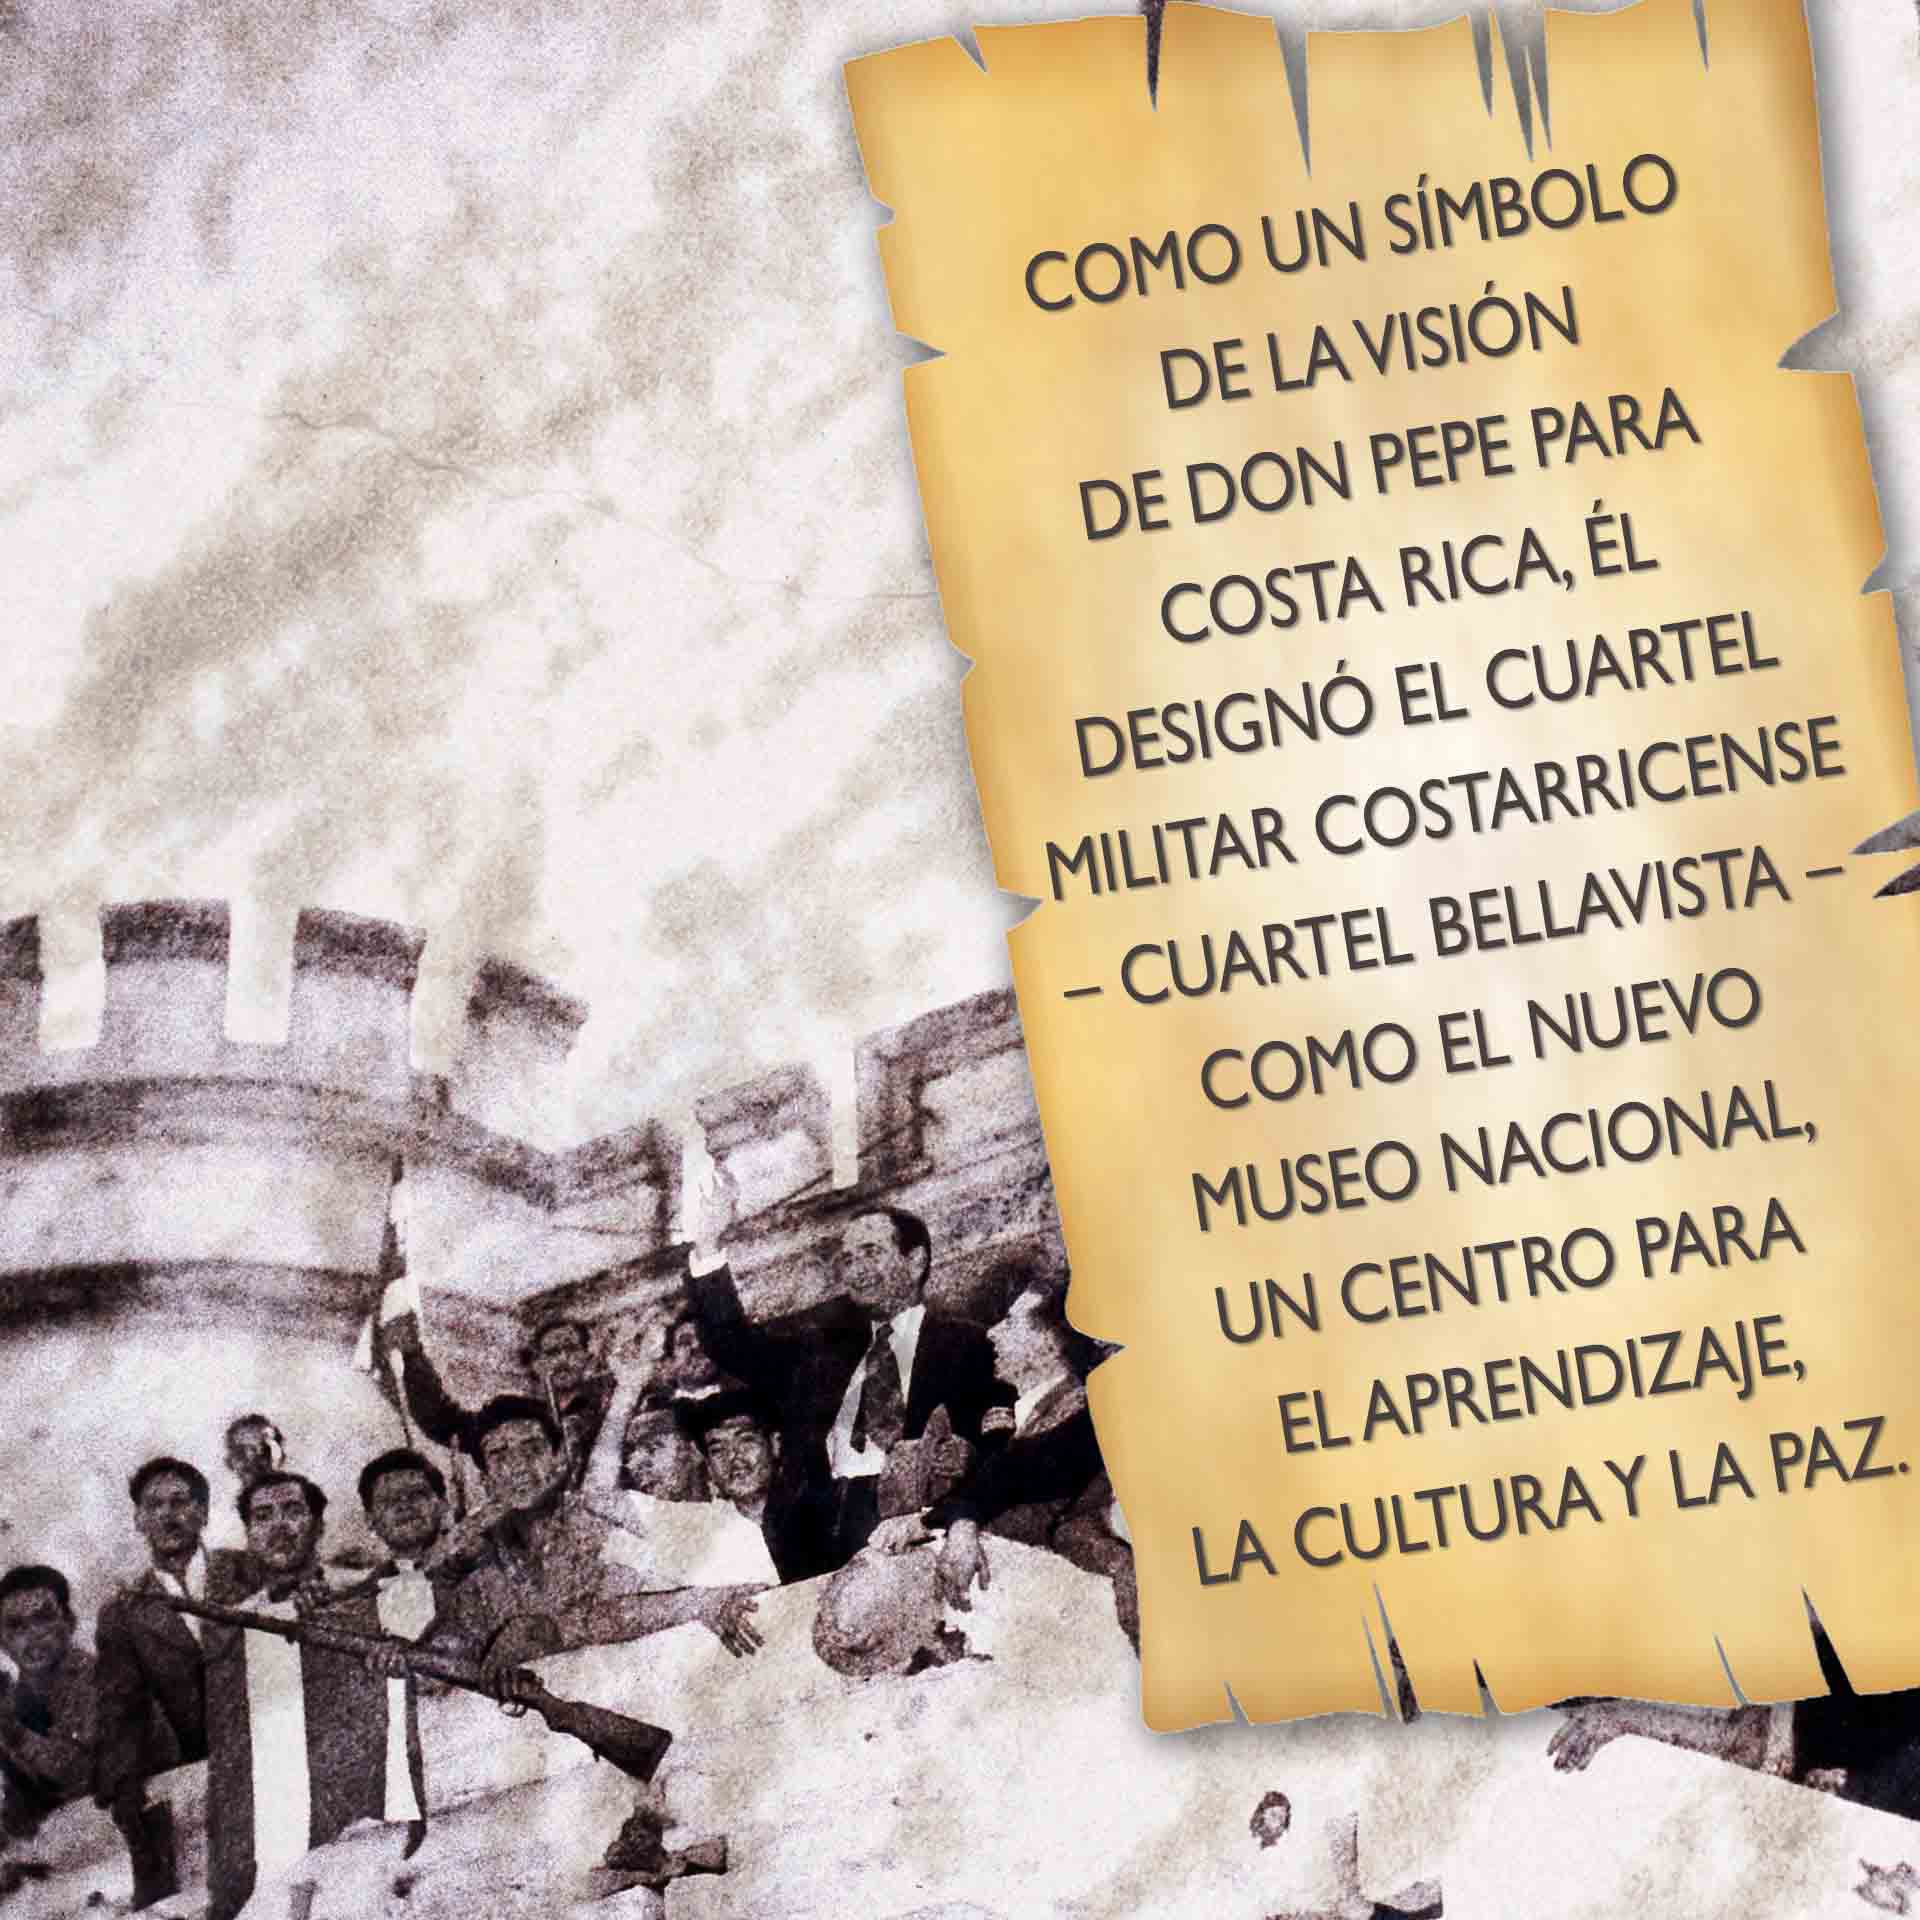 COMO UN SÍMBOLO
DE LA VISIÓN
DE DON PEPE PARA
COSTA RICA, ÉL
DESIGNÓ EL CUARTEL
MILITAR COSTARRICENSE
– CUARTEL BELLAVISTA –
COMO EL NUEVO
MUSEO NACIONAL,
UN CENTRO PARA
EL APRENDIZAJE,
LA CULTURA Y LA PAZ.